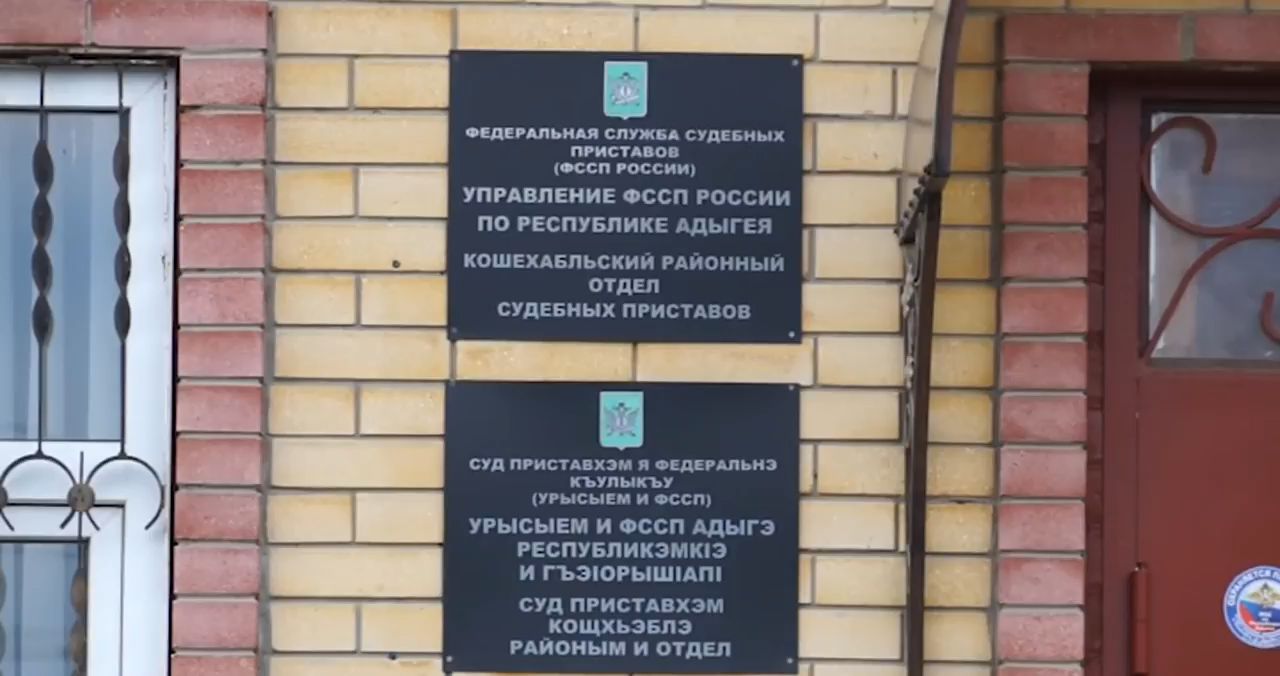 ФЕДЕРАЛЬНАЯ СЛУЖБА СУДЕБНЫХ
ПРИСТАВОВ
(ФССП РОССИИ)
УПРАВЛЕНИЕ ФССП РОССИИ
ПО РЕСПУБЛИКЕ АДЫГЕЯ
КОШЕХАБЛЬСКИЙ РАЙОННЫЙ
ОТДЕЛ
СУДЕБНЫХ ПРИСТАВОВ
СУД ПРИСТАВХЭМ Я ФЕДЕРАЛЬНЭ
КЪУЛЫКЪУ
(УРЫСЫЕМ И ФССП)
УРЫСЫЕМ И ФССП АДЫГЭ
РЕСПУБЛИКЭМКIЭ
И ГЪЭIОРЫШIАПI
СУД ПРИСТАВХЭМ
КОЩХЬЭБЛЭ
РАЙОНЫМ И ОТДЕЛ
ОХРАНЯЕТСЯ